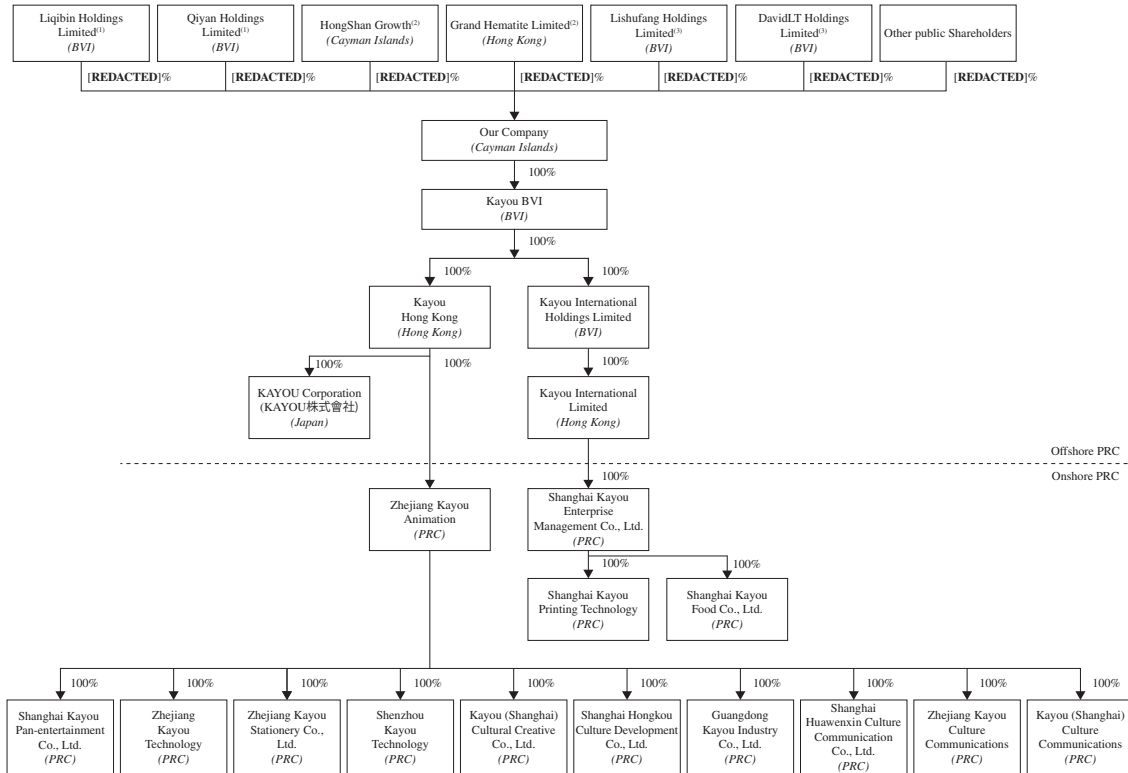 Liqibin Holdings
Limited(1)
(BVI)
Qiyan Holdings
Limited(1)
(BVI)
HongShan Growth(2)
(Cayman Islands)
Grand Hematite Limited(2)
(Hong Kong)
Lishufang Holdings
Limited(3)
(BVI)
DavidLT Holdings
Limited(3)
(BVI)
Other public Shareholders
[REDACTED]%
[REDACTED]%
[REDACTED]%
[REDACTED]%
[REDACTED]%
[REDACTED]%
[REDACTED]%
Our Company
(Cayman Islands)
100%
Kayou BVI
(BVI)
100%
100%
100%
Kayou
Hong Kong
(Hong Kong)
Kayou International
Holdings Limited
(BVI)
100%
100%
100%
KAYOU Corporation
(KAYOU株式會社)
(Japan)
Kayou International
Limited
(Hong Kong)
Offshore PRC
Onshore PRC
100%
Zhejiang Kayou
Animation
(PRC)
Shanghai Kayou
Enterprise
Management Co., Ltd.
(PRC)
100%
100%
Shanghai Kayou
Printing Technology
(PRC)
Shanghai Kayou
Food Co., Ltd.
(PRC)
100%
100%
100%
100%
100%
100%
100%
100%
100%
100%
Shanghai Kayou
Pan-entertainment
Co., Ltd.
(PRC)
Zhejiang
Kayou
Technology
(PRC)
Zhejiang Kayou
Stationery Co.,
Ltd.
(PRC)
Shenzhou
Kayou
Technology
(PRC)
Kayou (Shanghai)
Cultural Creative
Co., Ltd.
(PRC)
Shanghai Hongkou
Culture Development
Co., Ltd.
(PRC)
Guangdong
Kayou Industry
Co., Ltd.
(PRC)
Shanghai
Huawenxin Culture
Communication
Co., Ltd.
(PRC)
Zhejiang Kayou
Culture
Communications
(PRC)
Kayou (Shanghai)
Culture
Communications
(PRC)